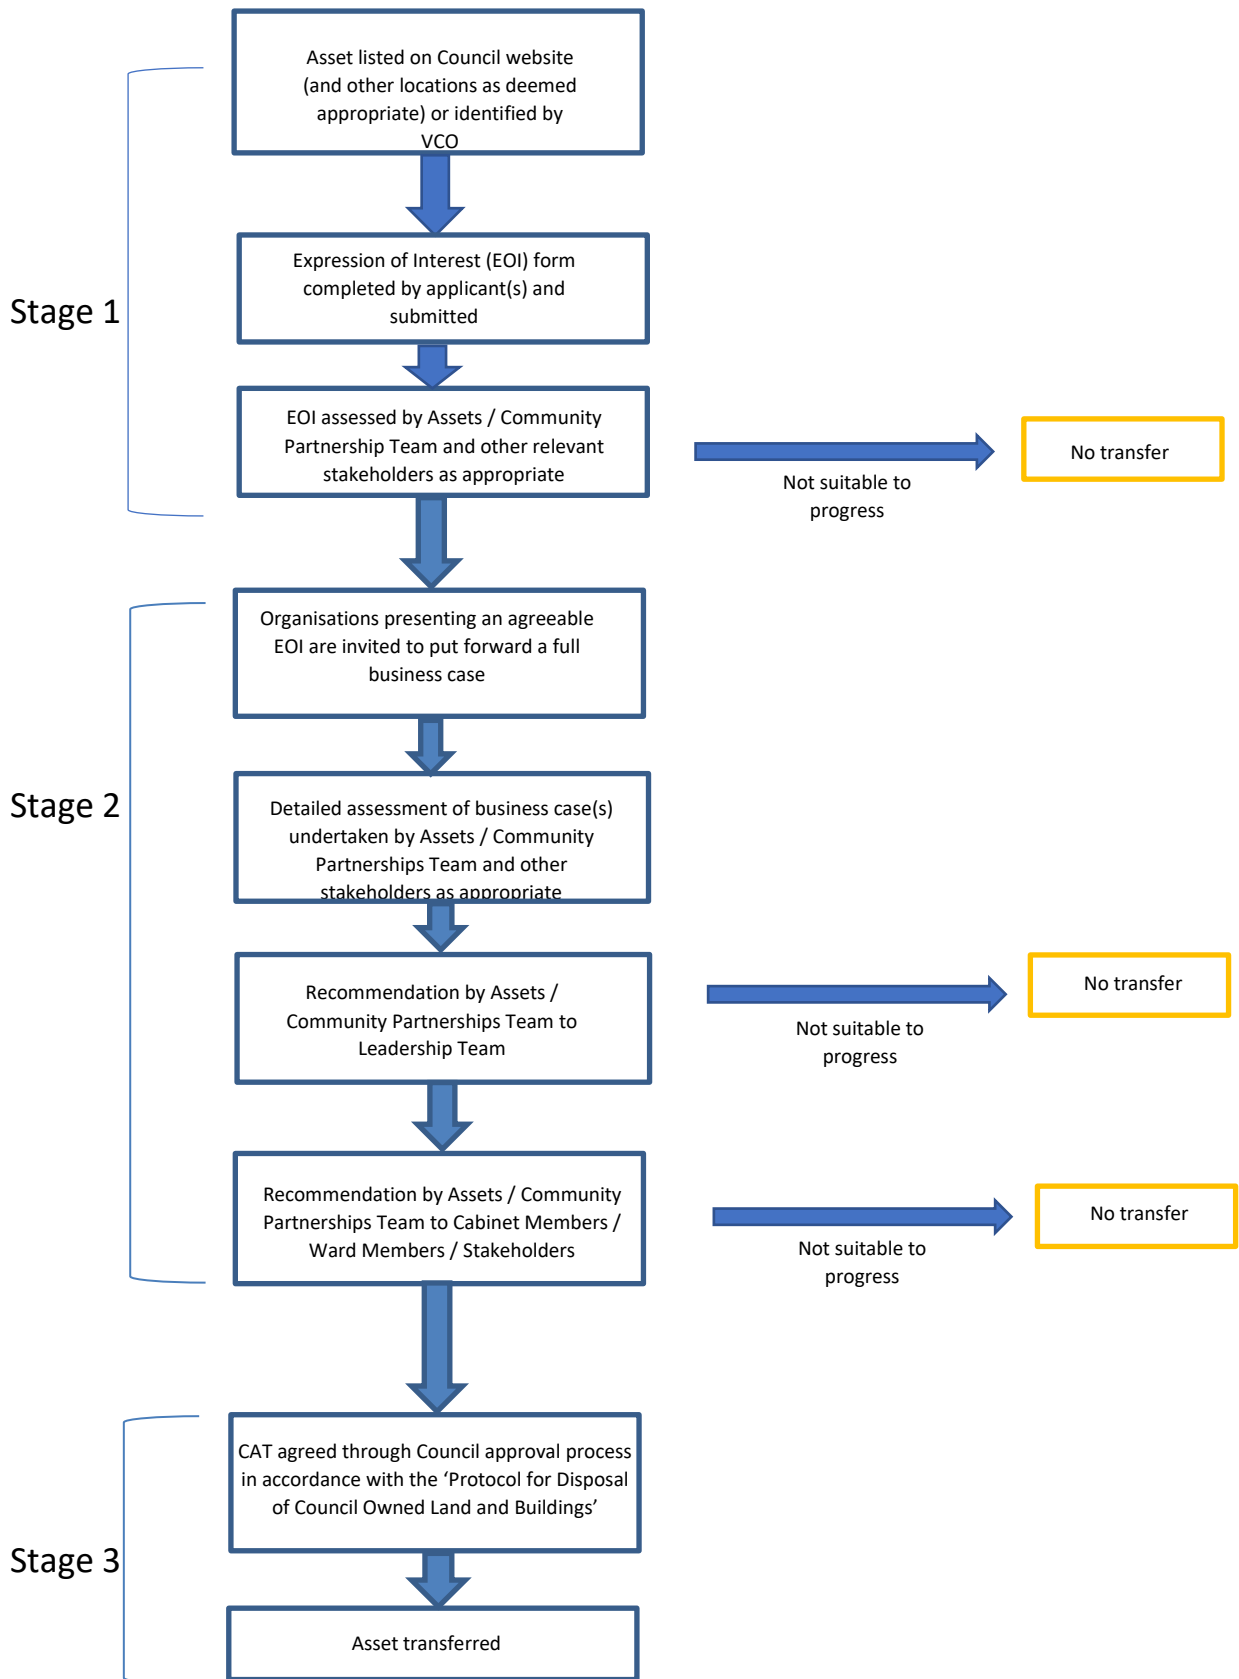 Asset listed on Council website
(and other locations as deemed
appropriate) or identified by
VCO
Expression of Interest (EOI) form
completed by applicant(s) and
submitted
Stage 1
EOI assessed by Assets / Community
Partnership Team and other relevant
stakeholders as appropriate
Not suitable to
progress
No transfer
Organisations presenting an agreeable
EOI are invited to put forward a full
business case
Stage 2
Detailed assessment of business case(s)
undertaken by Assets / Community
Partnerships Team and other
stakeholders as appropriate
Recommendation by Assets /
Community Partnerships Team to
Leadership Team
Not suitable to
progress
No transfer
Recommendation by Assets / Community
Partnerships Team to Cabinet Members /
Ward Members / Stakeholders
Not suitable to
progress
No transfer
CAT agreed through Council approval process
in accordance with the ‘Protocol for Disposal
of Council Owned Land and Buildings’
Stage 3
Asset transferred